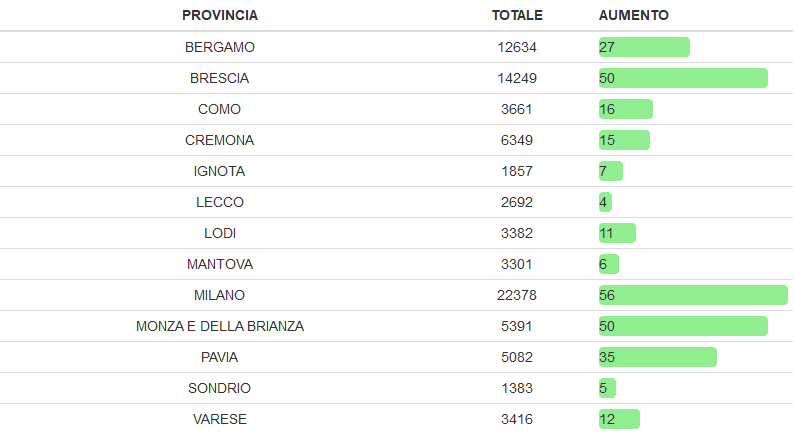 PROVINCIA TOTALE AUMENTO
BERGAMO 12634 27
BRESCIA 14249 50
COMO 3661 16
CREMONA 6349 15
IGNOTA 1857 7
LECCO 2692 4
LODI 3382 11
MANTOVA 3301 6
MILANO 22378 56
MONZA E DELLA BRIANZA 5391 50
PAVIA 5082 35
SONDRIO 1383 5
VARESE 3416 12